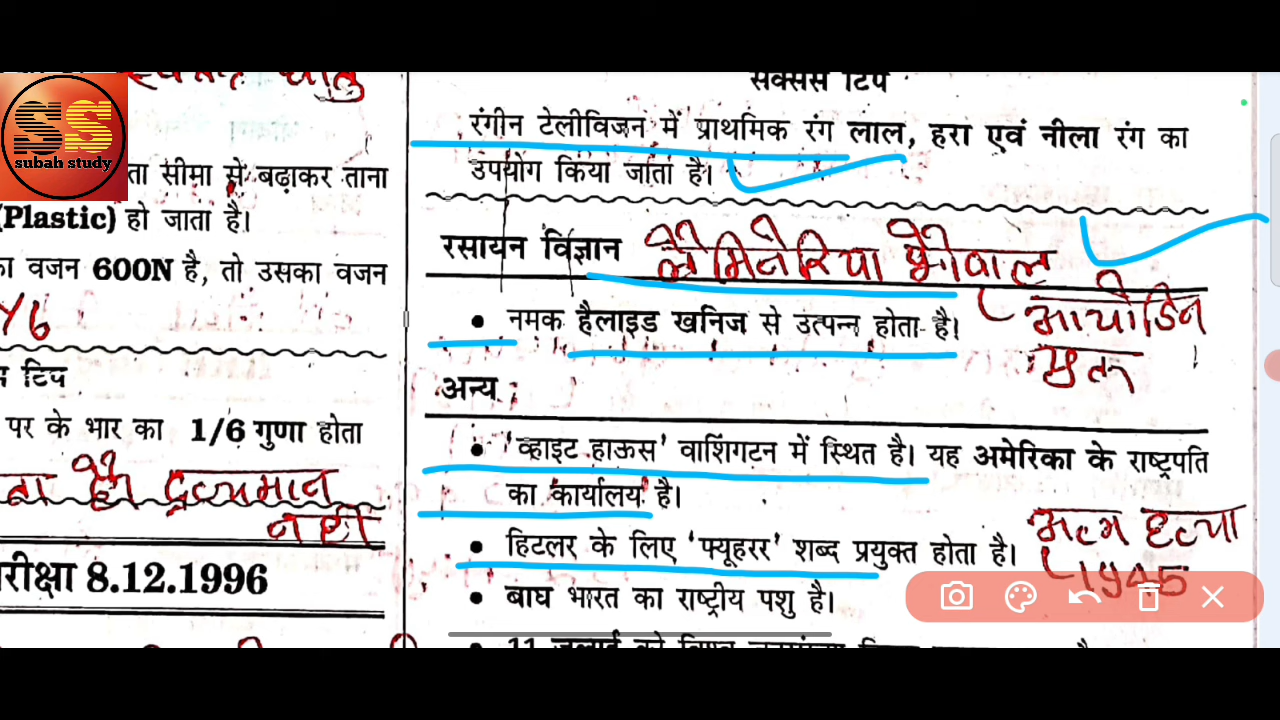 SS
subah study
ता सीमा से बढ़ाकर ताना
(Plastic) हो जाता है।
का वजन 600N है, तो उसका वजन
टिप
पर के भार का 1/6 गुणा होता
द्रव्यमान
नहीं
रीक्षा 8.12.1996
सक्सेस टिप
रंगीन टेलीविजन में प्राथमिक रंग लाल, हरा एवं नीला रंग का
उपयोग किया जाता है।
रसायन विज्ञान लैमिनेरिया शैवाल
आयोडिन
• नमक हैलाइड खनिज से उत्पन्न होता है।
अन्य
• 'व्हाइट हाऊस' वाशिंगटन में स्थित है। यह अमेरिका के राष्ट्रपति
का कार्यालय है।
आत्म हत्या
• हिटलर के लिए 'फ्यूहरर' शब्द प्रयुक्त होता है।
1945
• बाघ भारत का राष्ट्रीय पशु है।